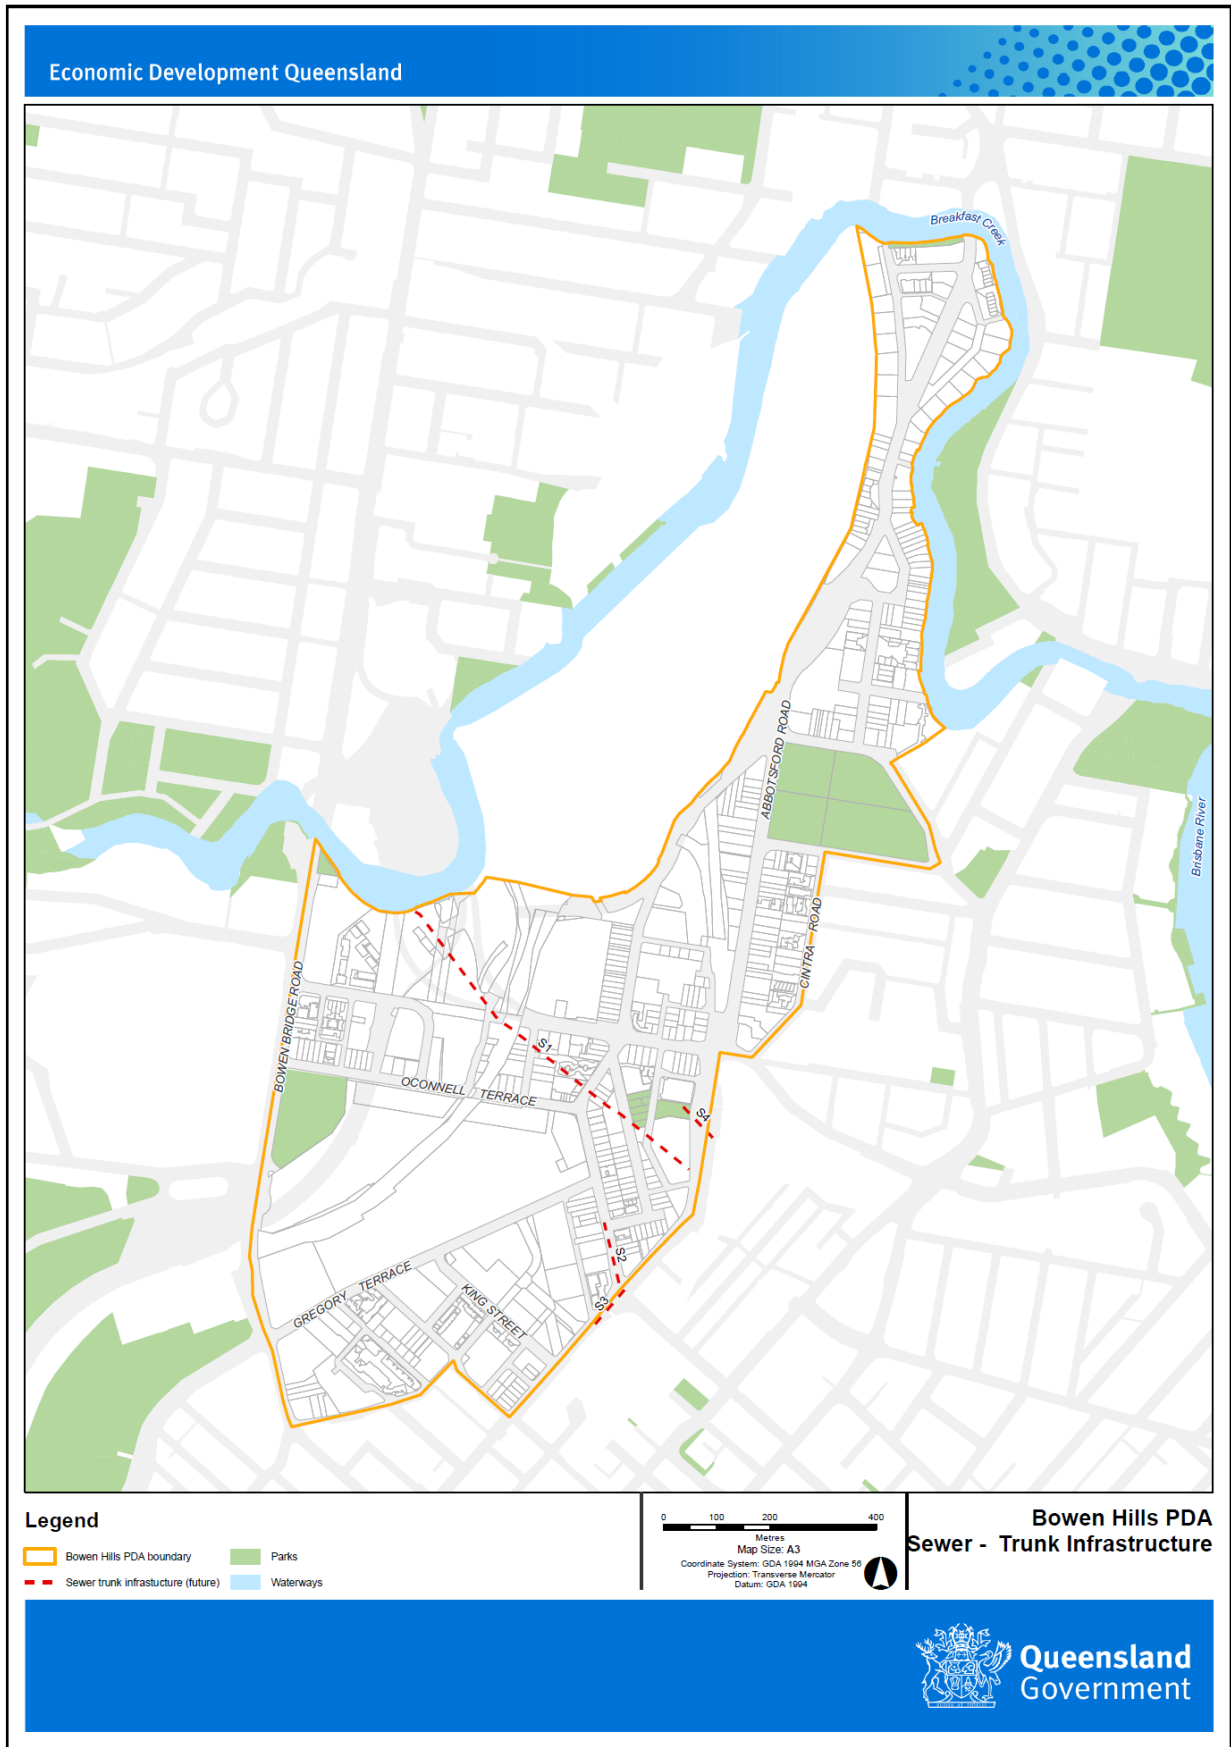 Economic Development Queensland
Breakfast Creek
ABBOTSFORD ROAD
Brisbane River
CINTRA ROAD
BOWEN BRIDGE ROAD
S1
OCONNELL TERRACE
S4
S2
GREGORY TERRACE
KING STREET
S3
Legend
Bowen Hills PDA boundary
Parks
Sewer trunk infrastucture (future)
Waterways
0 100 200 400
Metres
Map Size: A3
Coordinate System: GDA 1994 MGA Zone 56
Projection: Transverse Mercator
Datum: GDA 1994
Bowen Hills PDA
Sewer - Trunk Infrastructure
Queensland
Government